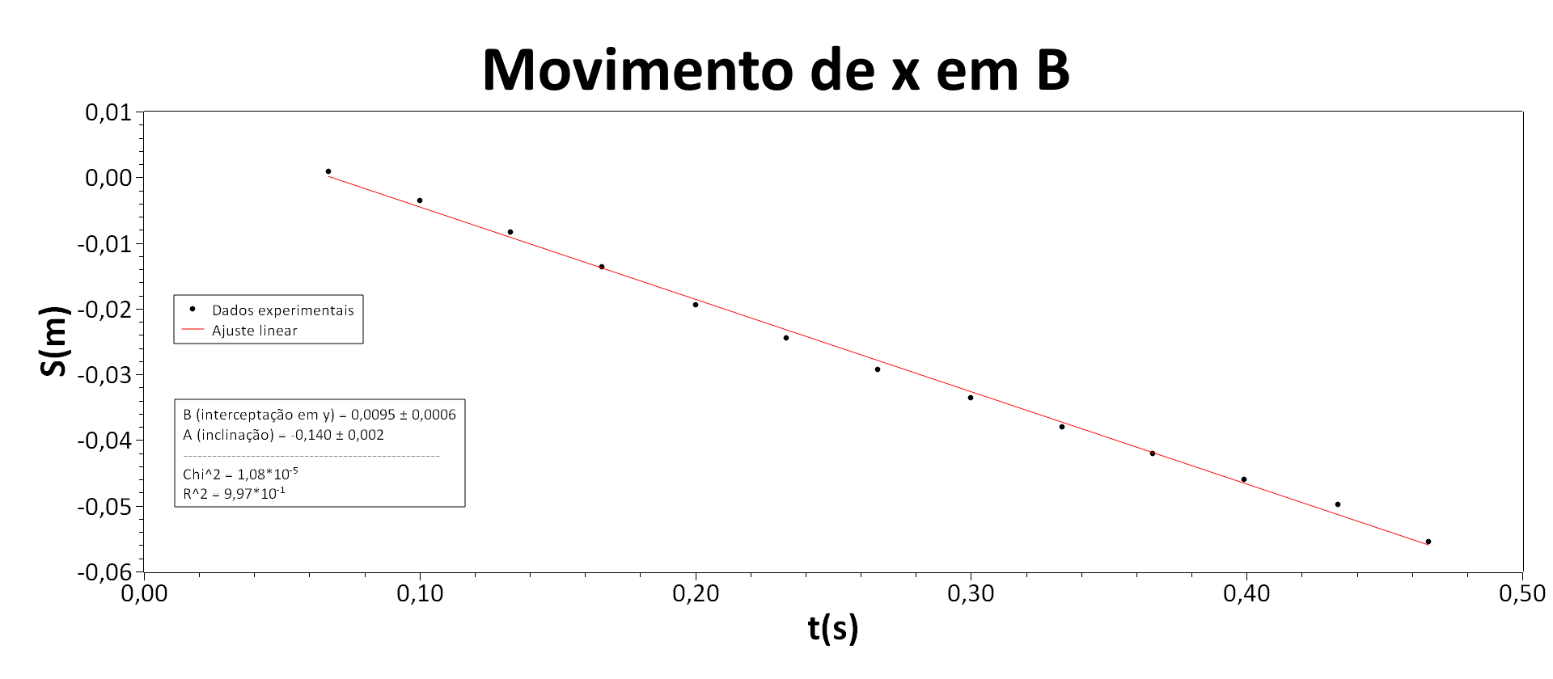 Movimento de x em B
0,01
0,00
-0,01
-0,02
-0,03
-0,04
-0,05
-0,06
S(m)
Dados experimentais
Ajuste linear
B (interceptação em y) = 0,0095 ± 0,0006
A (inclinação) = -0,140 ± 0,002
--------------------------------------------------
Chi^2 = 1,08*10⁻⁵
R^2 = 9,97*10⁻¹
0,00 0,10 0,20 0,30 0,40 0,50
t(s)